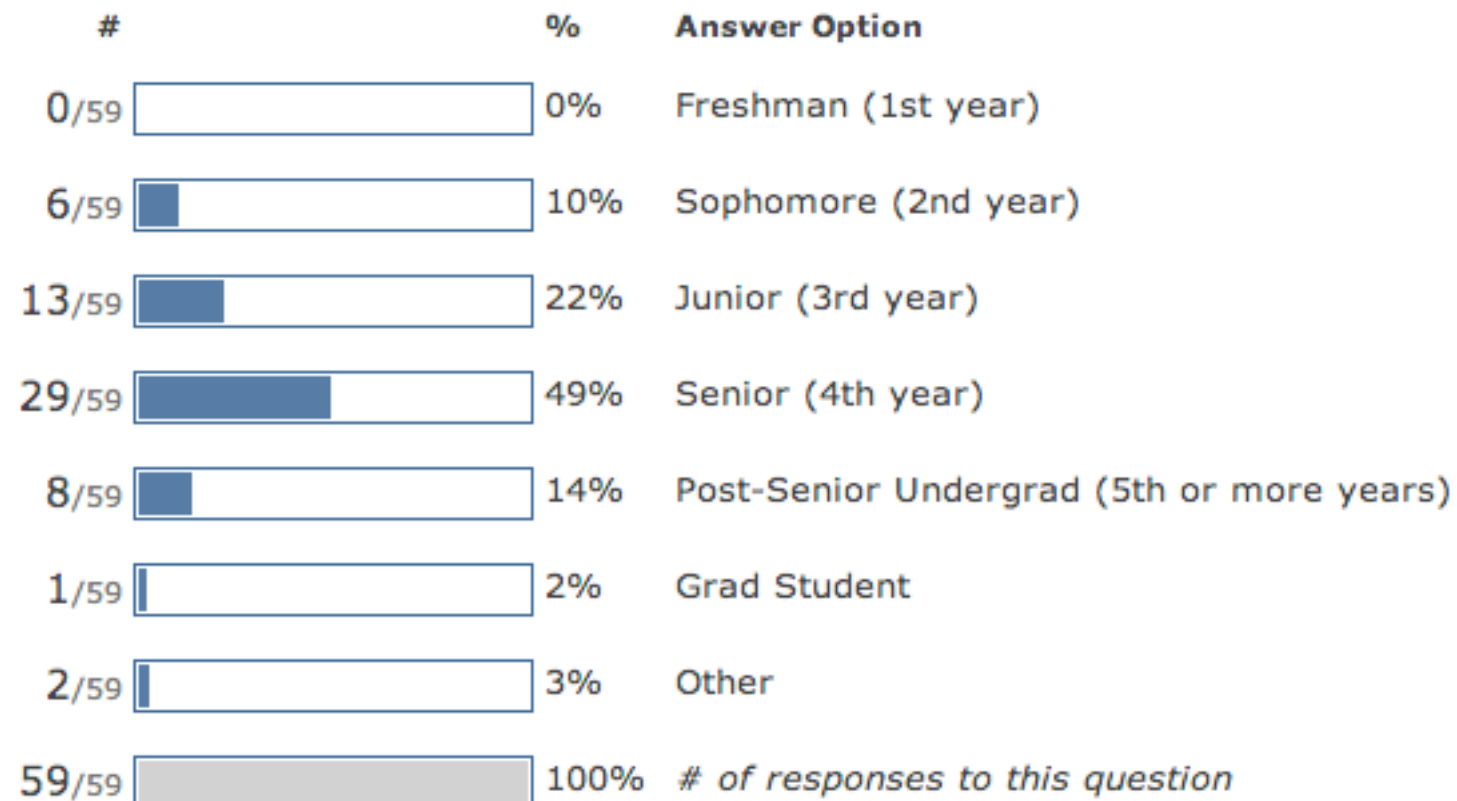 # % Answer Option
0/59 0% Freshman (1st year)
6/59 10% Sophomore (2nd year)
13/59 22% Junior (3rd year)
29/59 49% Senior (4th year)
8/59 14% Post-Senior Undergrad (5th or more years)
1/59 2% Grad Student
2/59 3% Other
59/59 100% # of responses to this question